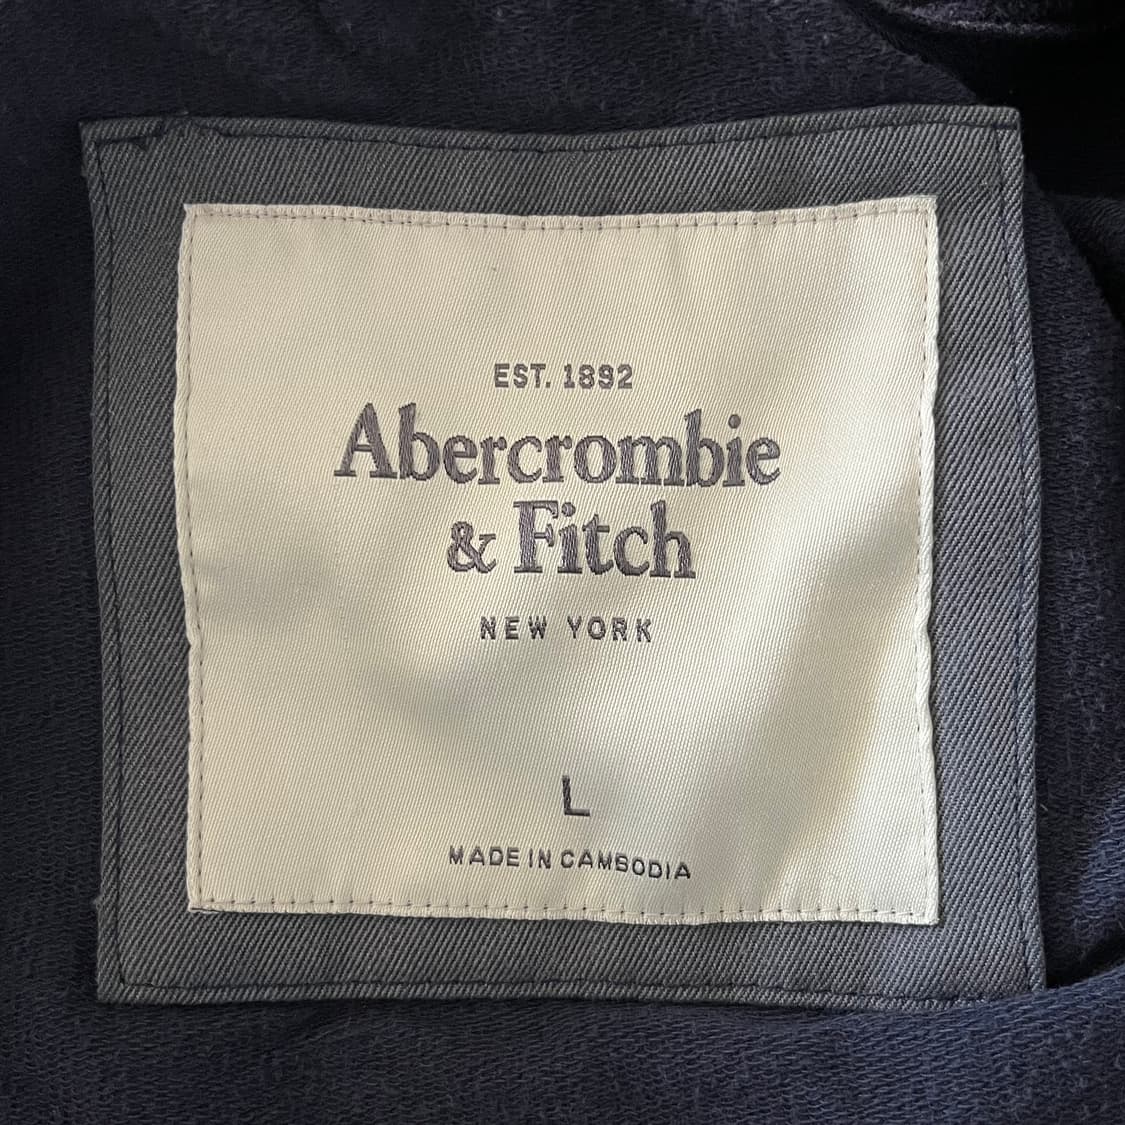 EST. 1892
Abercrombie
& Fitch
NEW YORK
L
MADE IN CAMBODIA